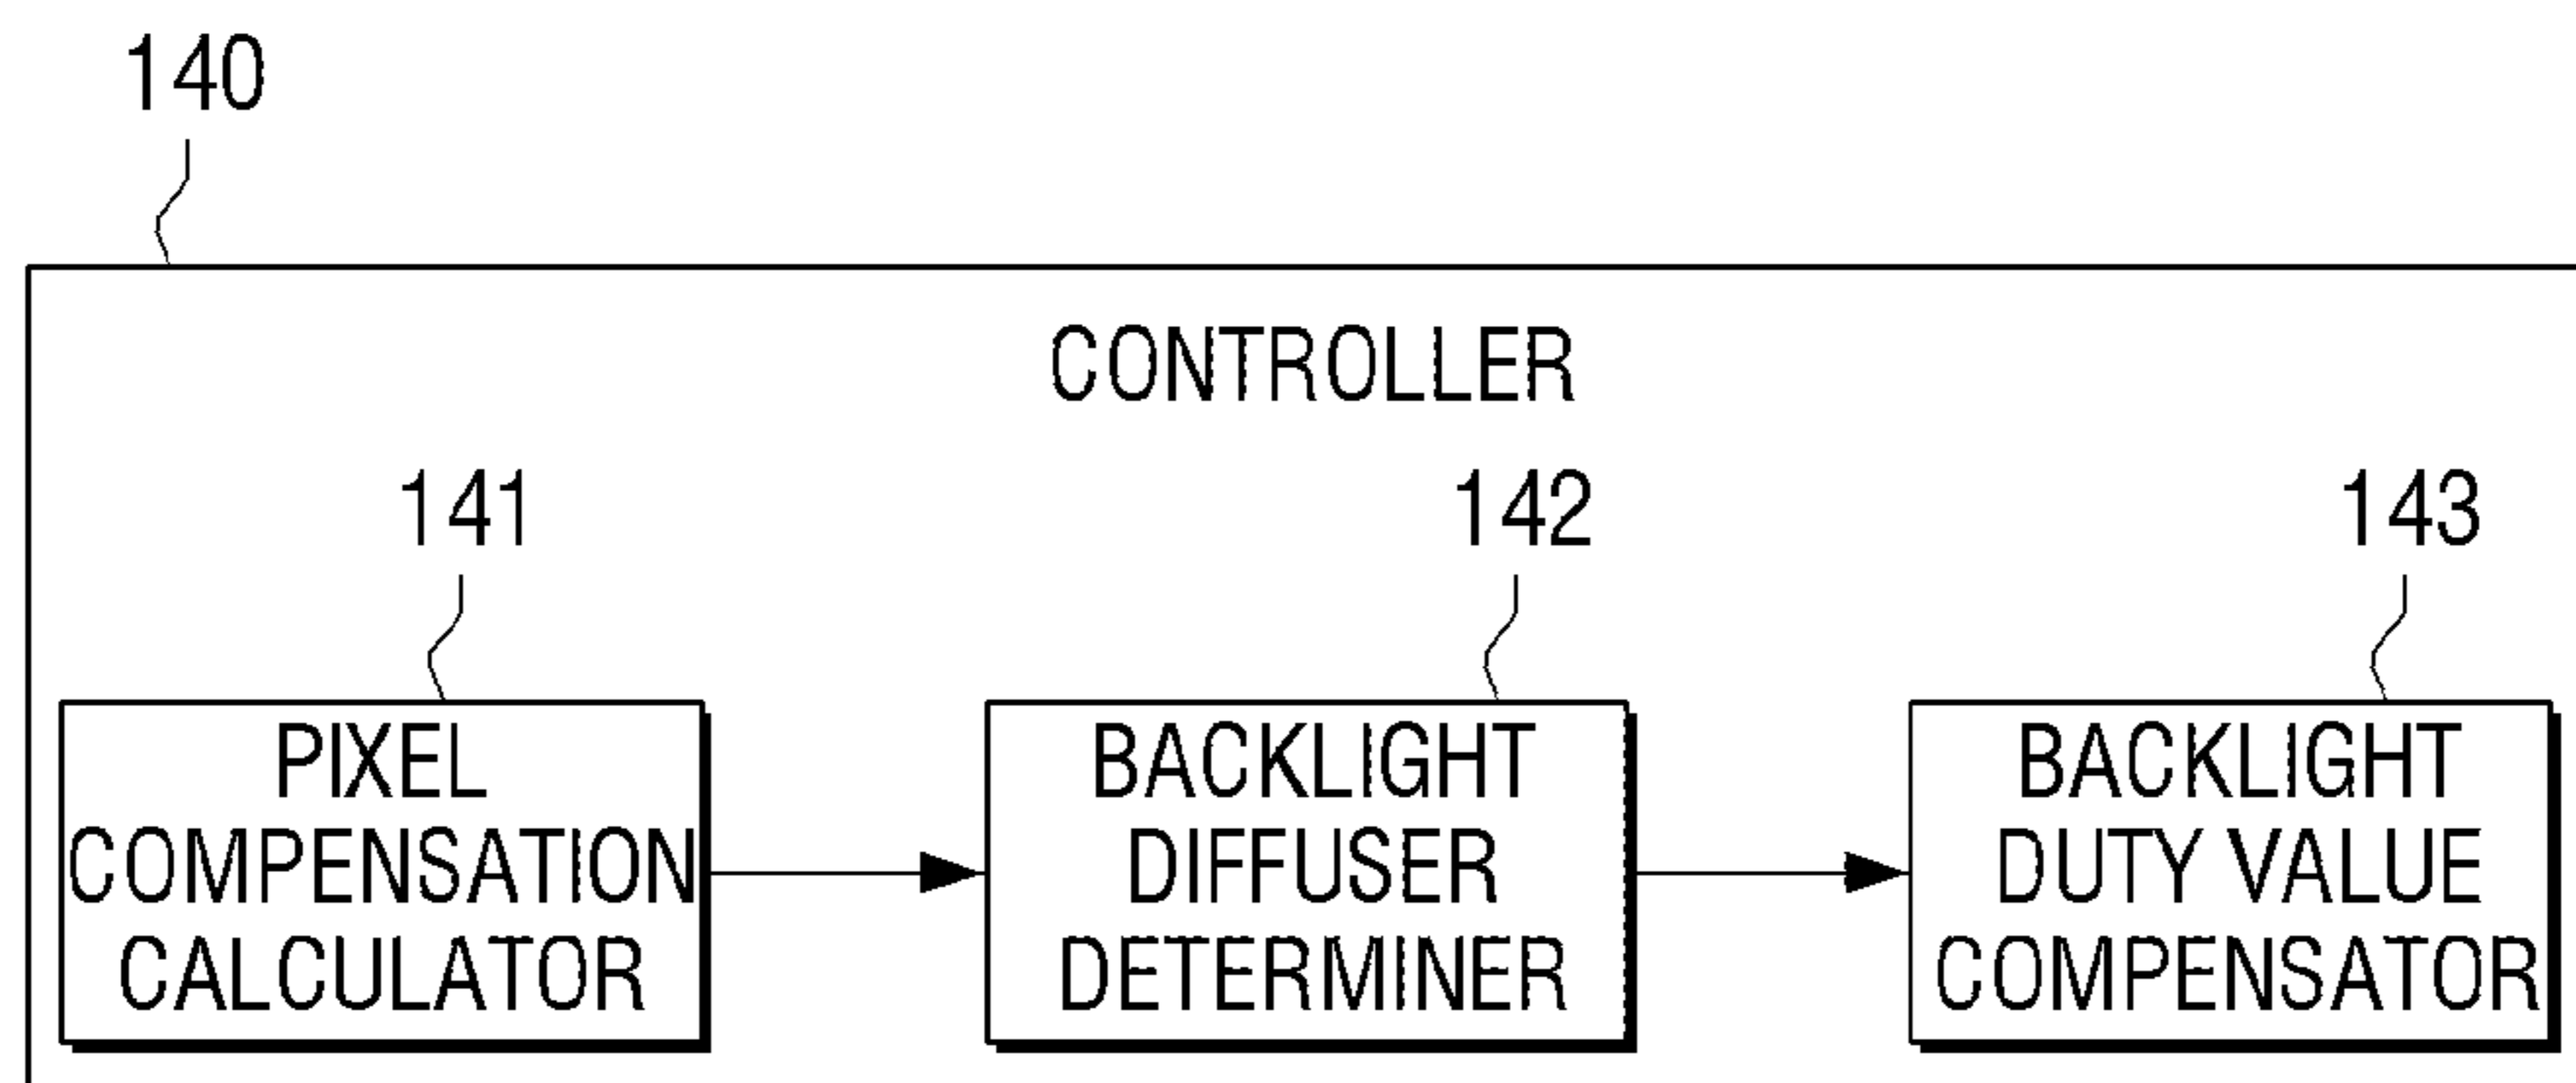 140
CONTROLLER
141
142
143
PIXEL
COMPENSATION
CALCULATOR
BACKLIGHT
DIFFUSER
DETERMINER
BACKLIGHT
DUTY VALUE
COMPENSATOR